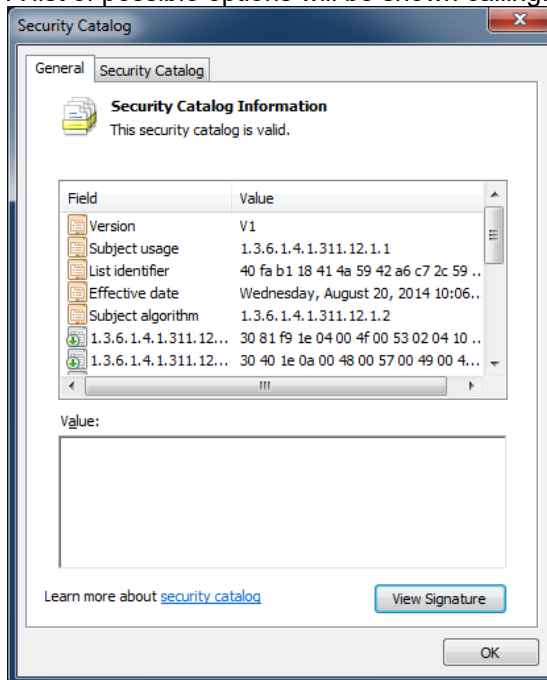 Security Catalog
General Security Catalog
Security Catalog Information
This security catalog is valid.
Field Value
Version V1
Subject usage 1.3.6.1.4.1.311.12.1.1
List identifier 40 fa b1 18 41 4a 59 42 a6 c7 2c 59 ..
Effective date Wednesday, August 20, 2014 10:06...
Subject algorithm 1.3.6.1.4.1.311.12.1.2
1.3.6.1.4.1.311.12... 30 81 f9 1e 04 00 4f 00 53 02 04 10 ..
1.3.6.1.4.1.311.12... 30 40 1e 0a 00 48 00 57 00 49 00 4...
Value:
Learn more about security catalog
View Signature
OK